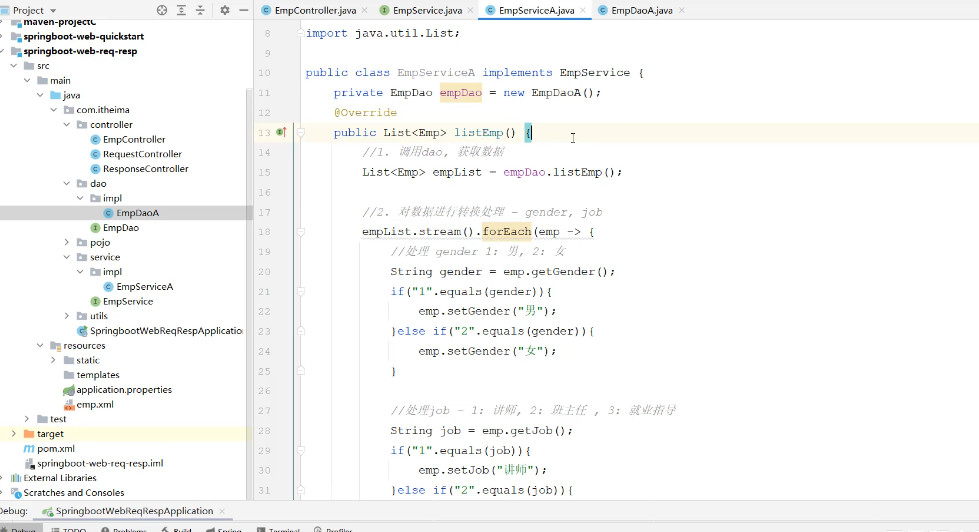 Project
EmpController.java
EmpService.java
EmpServiceA.java
EmpDaoA.java
maven-projectC
springboot-web-quickstart
springboot-web-req-resp
src
main
java
com.itheima
controller
EmpController
RequestController
ResponseController
dao
impl
EmpDaoA
EmpDao
pojo
service
impl
EmpServiceA
EmpService
utils
SpringbootWebReqRespApplication
resources
static
templates
application.properties
emp.xml
test
target
pom.xml
springboot-web-req-resp.iml
External Libraries
Scratches and Consoles
8 import java.util.List;
9
10 public class EmpServiceA implements EmpService {
11 private EmpDao empDao = new EmpDaoA();
12 @Override
13 public List<Emp> listEmp() {
14 //1. 调用dao, 获取数据
15 List<Emp> empList = empDao.listEmp();
16
17 //2. 对数据进行转换处理 - gender, job
18 empList.stream().forEach(emp -> {
19 //处理 gender 1: 男, 2: 女
20 String gender = emp.getGender();
21 if("1".equals(gender)){
22 emp.setGender("男");
23 }else if("2".equals(gender)){
24 emp.setGender("女");
25 }
26
27 //处理job - 1: 讲师, 2: 班主任 , 3: 就业指导
28 String job = emp.getJob();
29 if("1".equals(job)){
30 emp.setJob("讲师");
31 }else if("2".equals(job)){
Debug:
SpringbootWebReqRespApplication
Debug
TODO
Problems
Build
Spring
Terminal
Profiler